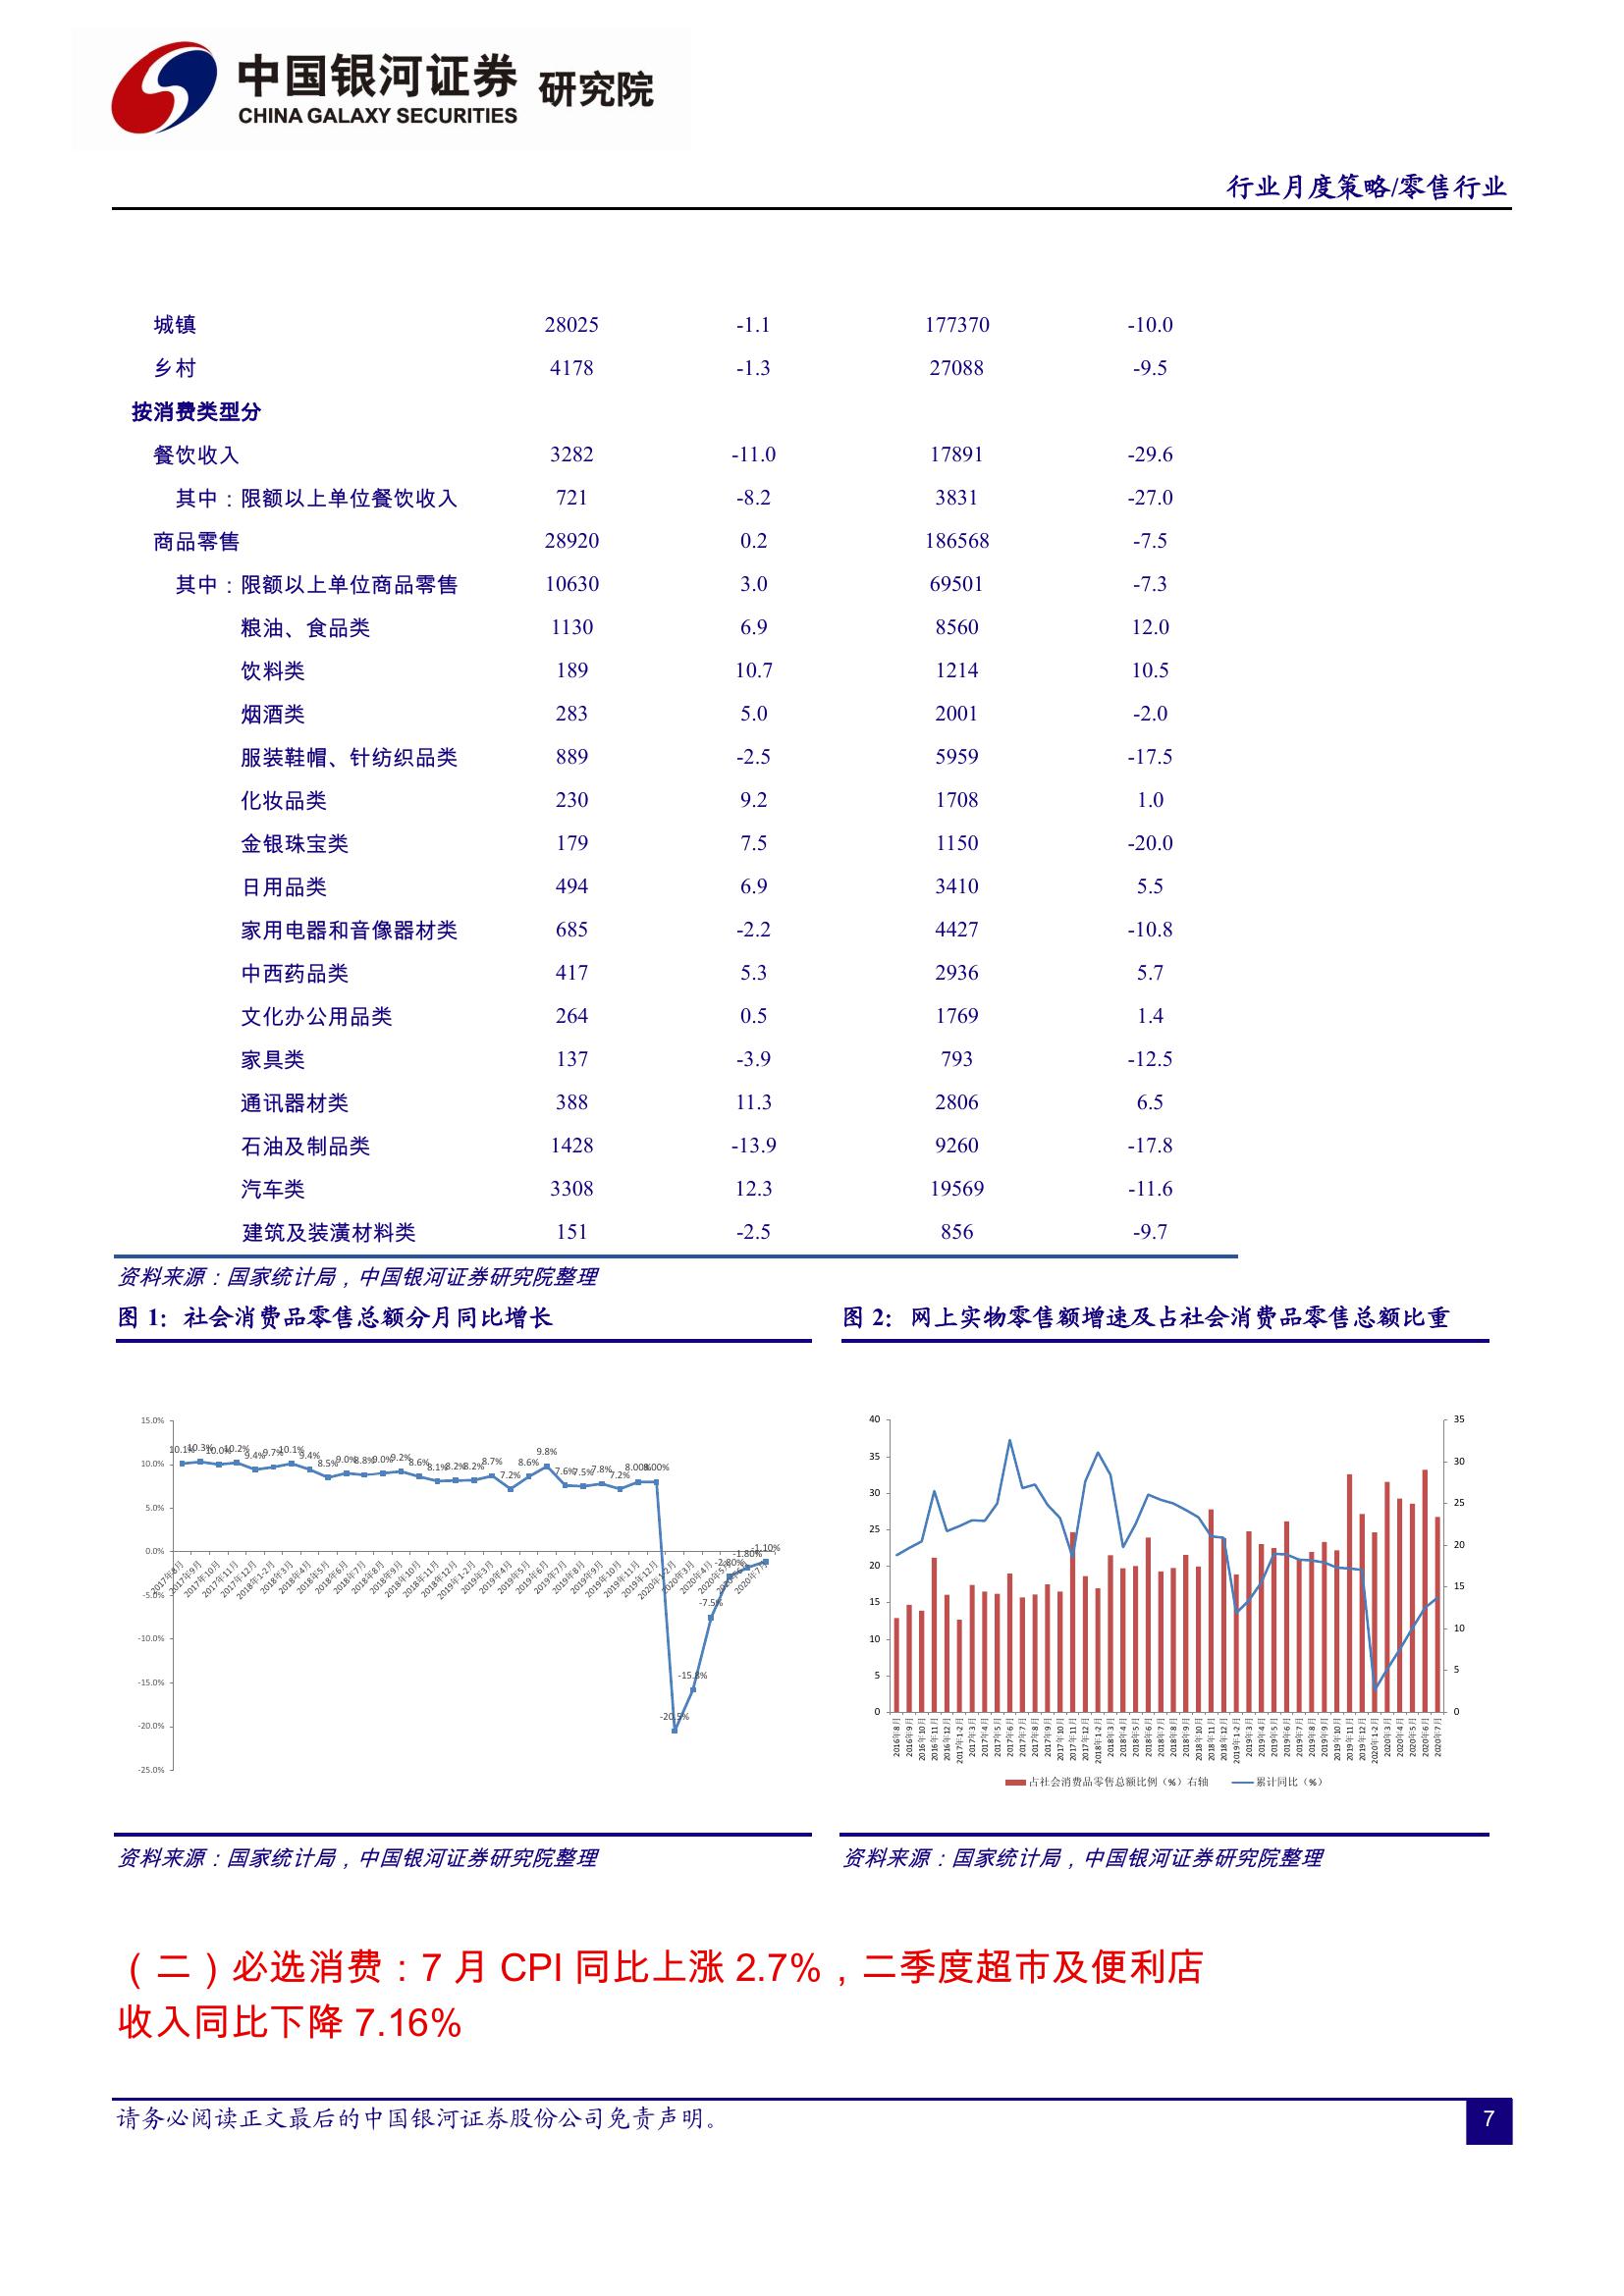 中国银河证券 研究院
CHINA GALAXY SECURITIES
行业月度策略/零售行业
城镇 28025 -1.1 177370 -10.0
乡村 4178 -1.3 27088 -9.5
按消费类型分
餐饮收入 3282 -11.0 17891 -29.6
其中：限额以上单位餐饮收入 721 -8.2 3831 -27.0
商品零售 28920 0.2 186568 -7.5
其中：限额以上单位商品零售 10630 3.0 69501 -7.3
粮油、食品类 1130 6.9 8560 12.0
饮料类 189 10.7 1214 10.5
烟酒类 283 5.0 2001 -2.0
服装鞋帽、针纺织品类 889 -2.5 5959 -17.5
化妆品类 230 9.2 1708 1.0
金银珠宝类 179 7.5 1150 -20.0
日用品类 494 6.9 3410 5.5
家用电器和音像器材类 685 -2.2 4427 -10.8
中西药品类 417 5.3 2936 5.7
文化办公用品类 264 0.5 1769 1.4
家具类 137 -3.9 793 -12.5
通讯器材类 388 11.3 2806 6.5
石油及制品类 1428 -13.9 9260 -17.8
汽车类 3308 12.3 19569 -11.6
建筑及装潢材料类 151 -2.5 856 -9.7
资料来源：国家统计局，中国银河证券研究院整理
图 1：社会消费品零售总额分月同比增长
15.0%
10.0%
5.0%
0.0%
-5.0%
-10.0%
-15.0%
-20.0%
-25.0%
10.1% 10.3% 10.0% 10.2% 9.4% 9.7% 10.1% 9.4% 8.5% 9.0% 8.8% 9.0% 9.2% 8.6% 8.1% 8.2% 8.2% 8.7% 7.2% 8.6% 9.8% 7.6% 7.5% 7.8% 7.2% 8.00% 8.00% -20.5% -15.8% -7.5% -2.80% -1.80% -1.10%
2017年8月 2017年9月 2017年10月 2017年11月 2017年12月 2018年1-2月 2018年3月 2018年4月 2018年5月 2018年6月 2018年7月 2018年8月 2018年9月 2018年10月 2018年11月 2018年12月 2019年1-2月 2019年3月 2019年4月 2019年5月 2019年6月 2019年7月 2019年8月 2019年9月 2019年10月 2019年11月 2019年12月 2020年1-2月 2020年3月 2020年4月 2020年5月 2020年6月 2020年7月
图 2：网上实物零售额增速及占社会消费品零售总额比重
40
35
30
25
20
15
10
5
0
35
30
25
20
15
10
5
0
2016年8月 2016年9月 2016年10月 2016年11月 2016年12月 2017年1-2月 2017年3月 2017年4月 2017年5月 2017年6月 2017年7月 2017年8月 2017年9月 2017年10月 2017年11月 2017年12月 2018年1-2月 2018年3月 2018年4月 2018年5月 2018年6月 2018年7月 2018年8月 2018年9月 2018年10月 2018年11月 2018年12月 2019年1-2月 2019年3月 2019年4月 2019年5月 2019年6月 2019年7月 2019年8月 2019年9月 2019年10月 2019年11月 2019年12月 2020年1-2月 2020年3月 2020年4月 2020年5月 2020年6月 2020年7月
占社会消费品零售总额比例（%）右轴 累计同比（%）
资料来源：国家统计局，中国银河证券研究院整理
资料来源：国家统计局，中国银河证券研究院整理
（二）必选消费：7 月 CPI 同比上涨 2.7%，二季度超市及便利店
收入同比下降 7.16%
请务必阅读正文最后的中国银河证券股份公司免责声明。
7